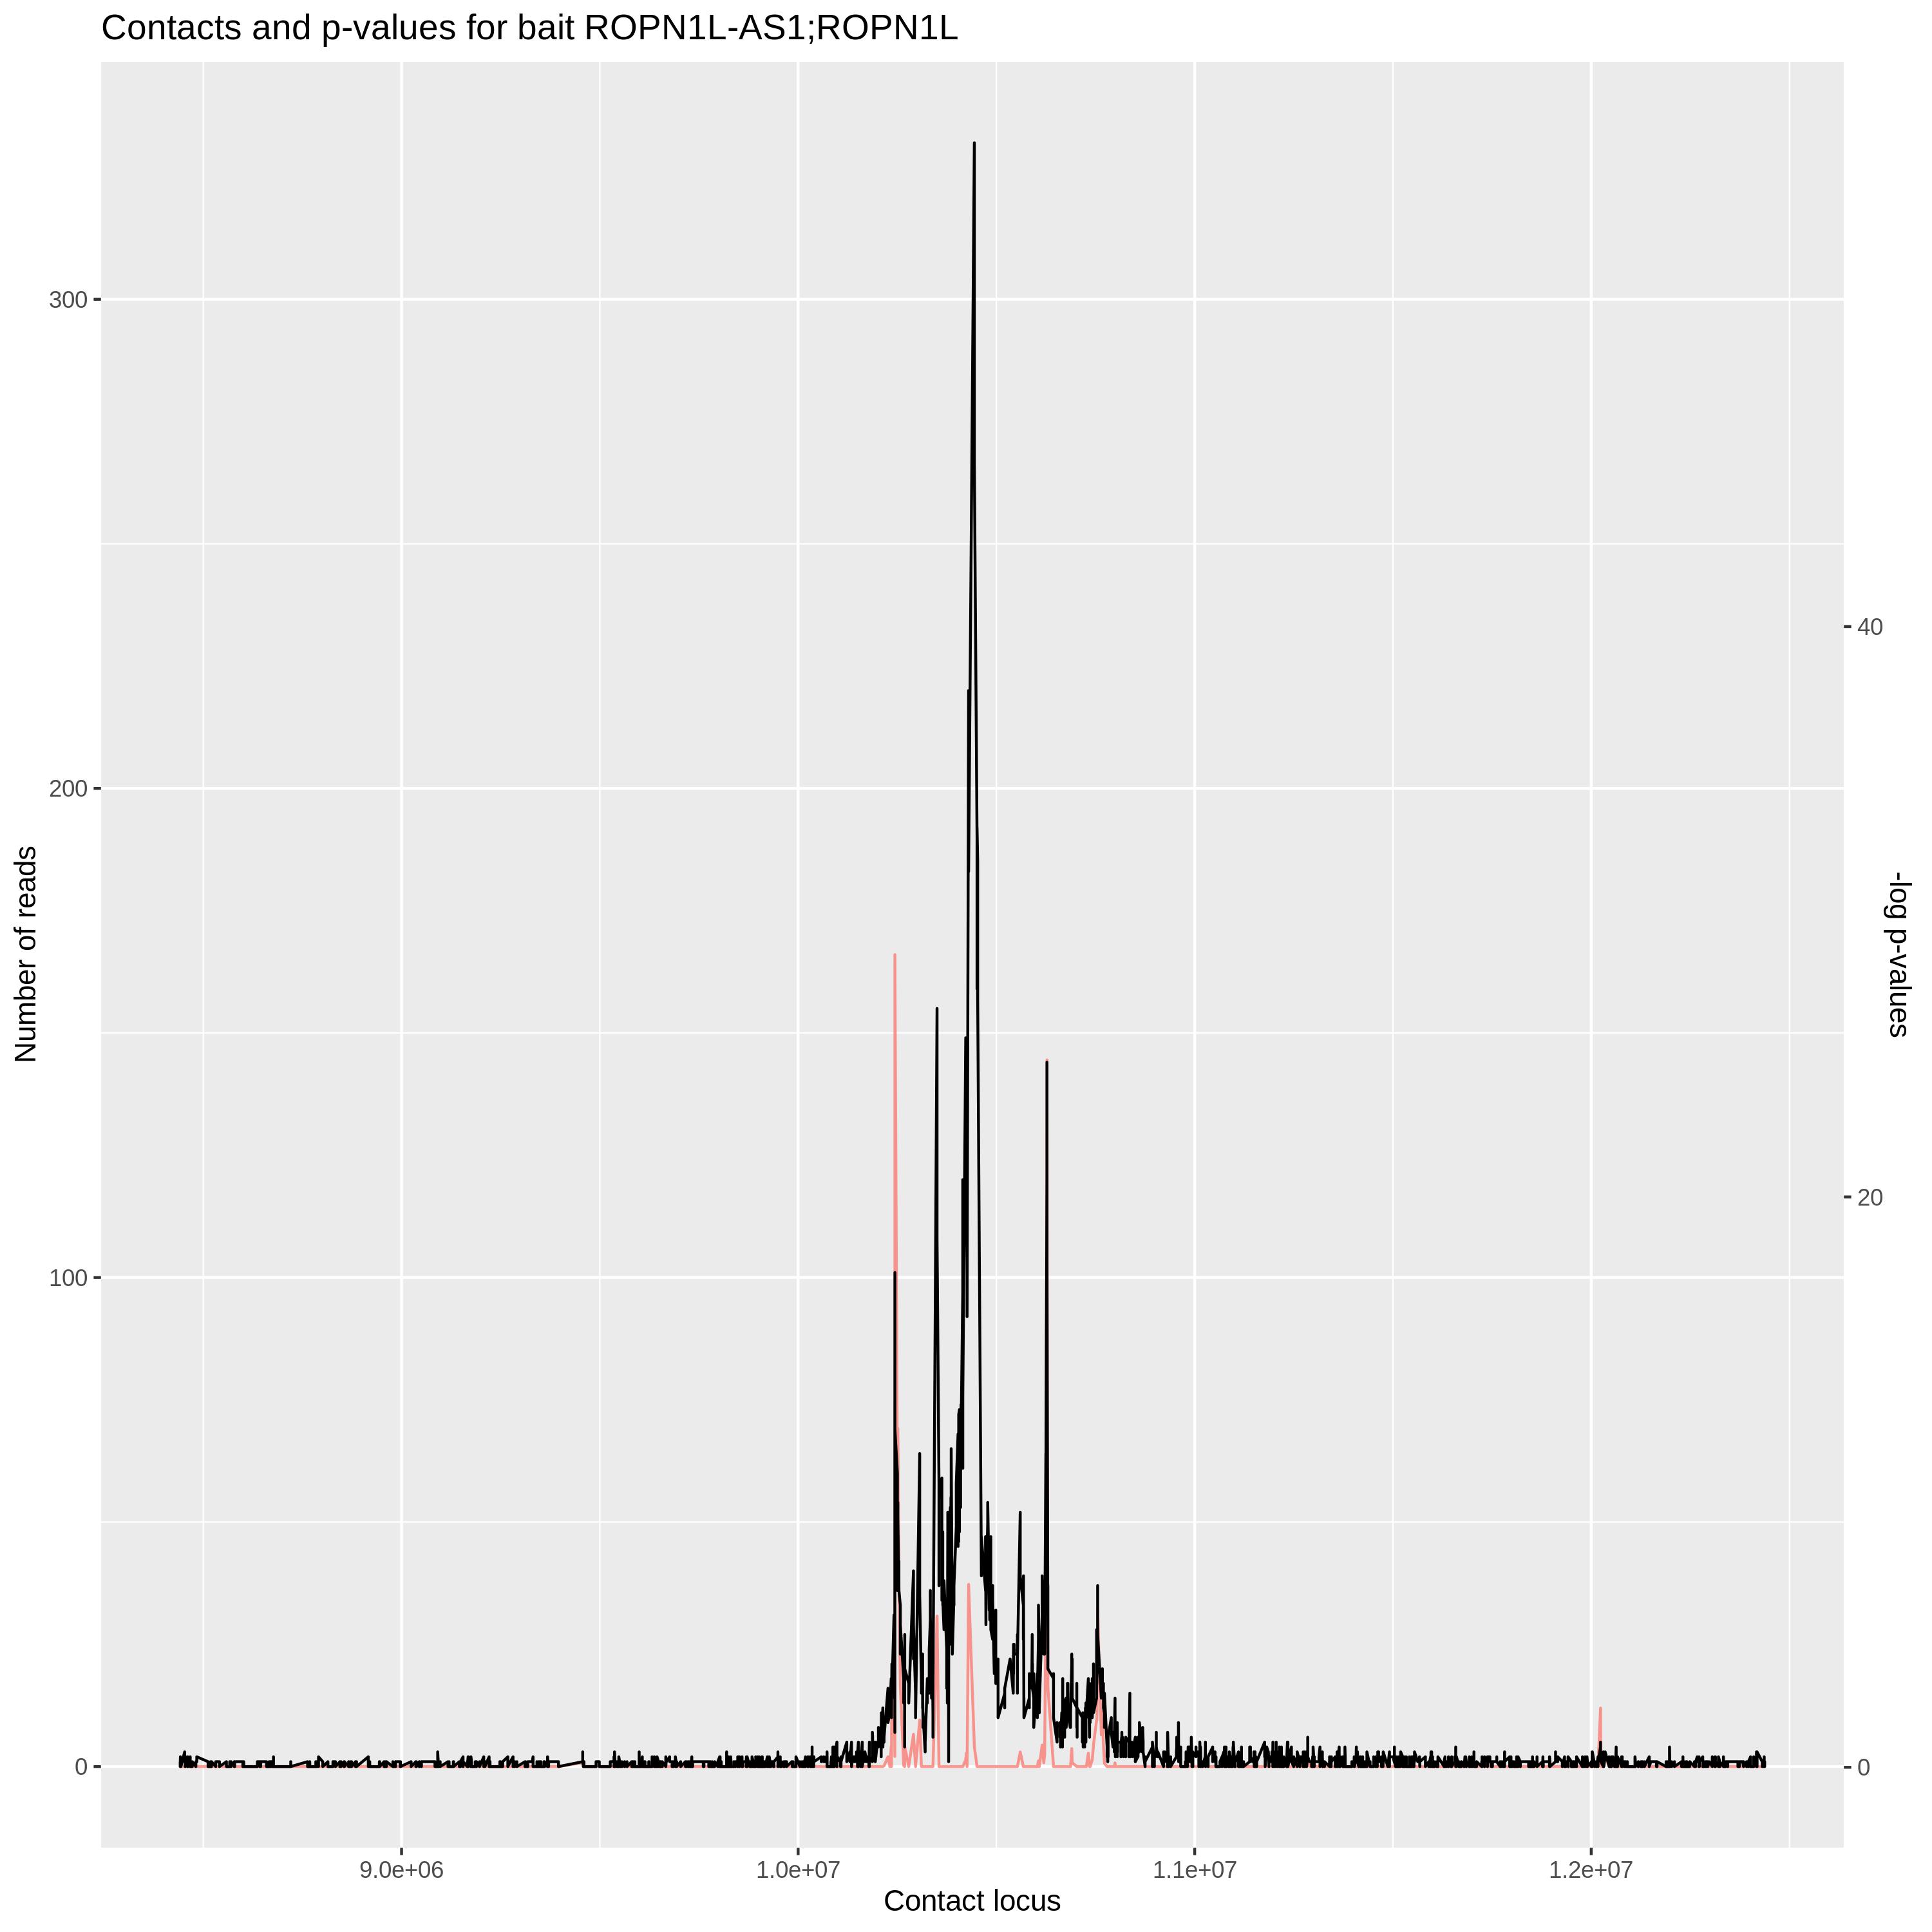 Contacts and p-values for bait ROPN1L-AS1;ROPN1L
300
200
100
0
Number of reads
40
20
0
-log p-values
9.0e+06
1.0e+07
1.1e+07
1.2e+07
Contact locus